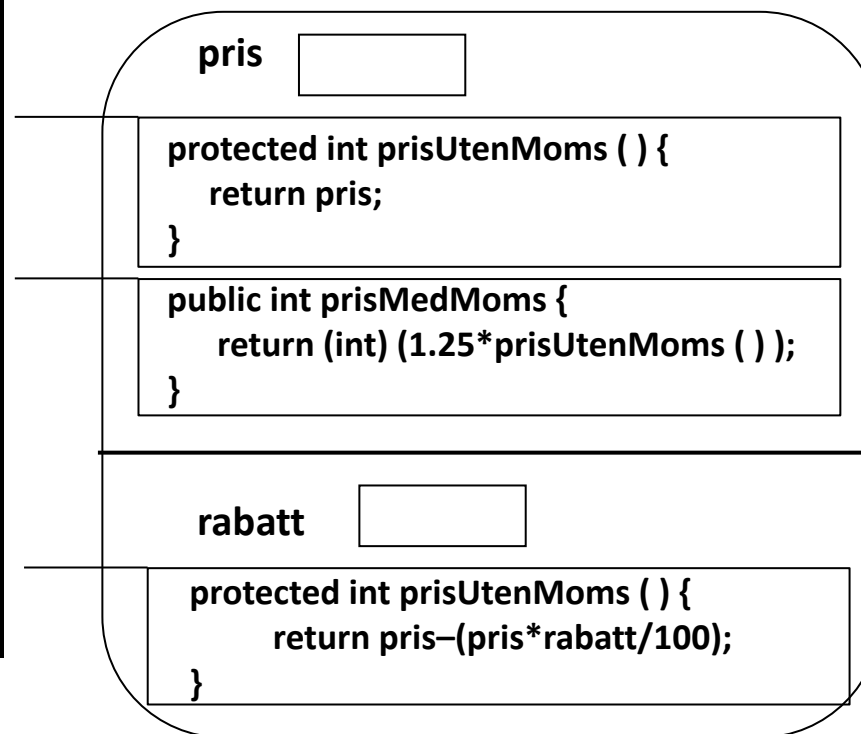 pris
protected int prisUtenMoms ( ) {
return pris;
}
public int prisMedMoms {
return (int) (1.25*prisUtenMoms ( ) );
}
rabatt
protected int prisUtenMoms ( ) {
return pris–(pris*rabatt/100);
}